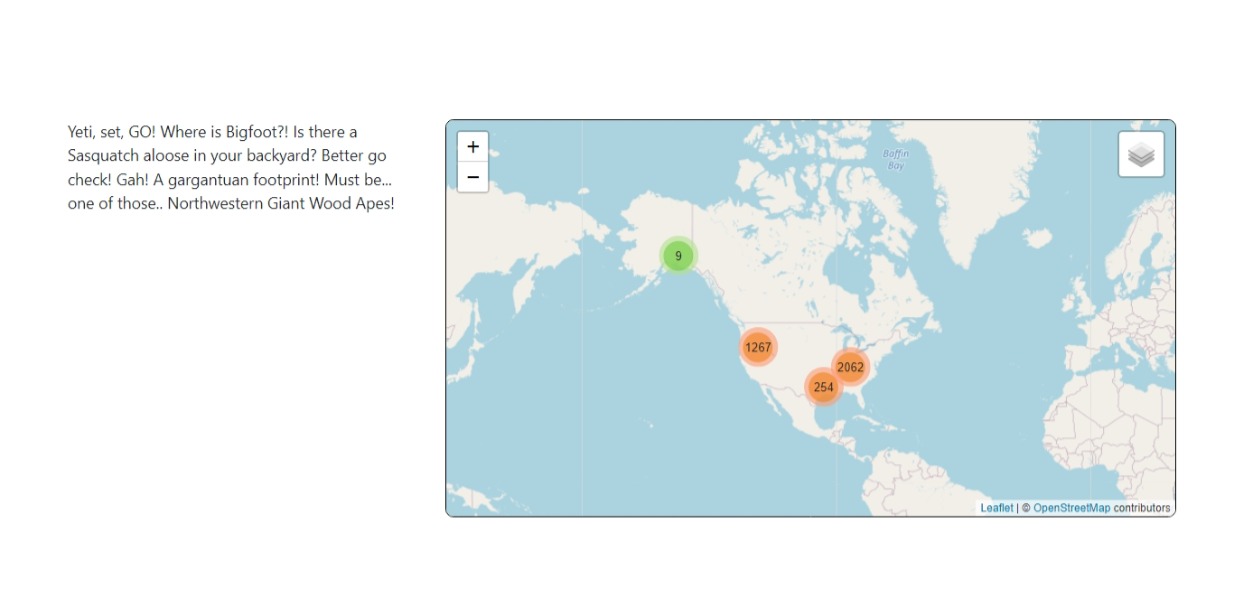 Yeti, set, GO! Where is Bigfoot?! Is there a
Sasquatch aloose in your backyard? Better go
check! Gah! A gargantuan footprint! Must be...
one of those.. Northwestern Giant Wood Apes!
+
−
Baffin
Bay
9
1267
2062
254
Leaflet | © OpenStreetMap contributors